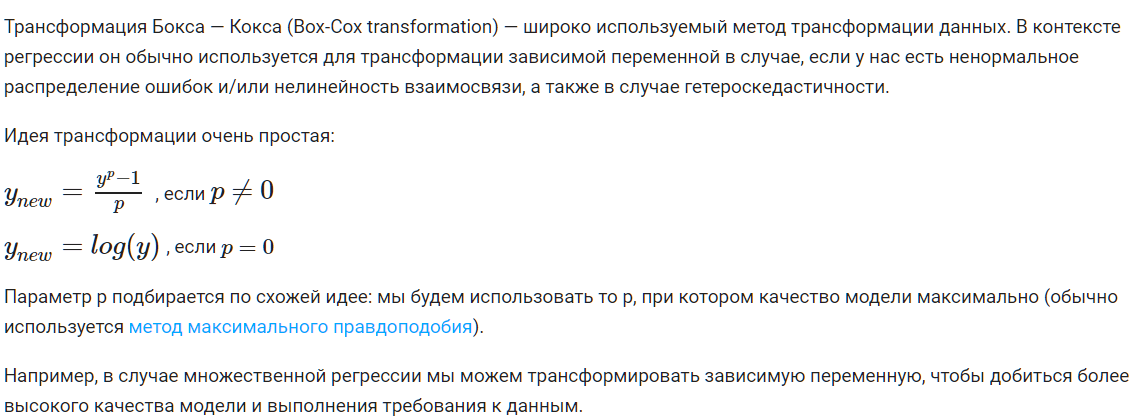 Трансформация Бокса — Кокса (Box-Cox transformation) — широко используемый метод трансформации данных. В контексте
регрессии он обычно используется для трансформации зависимой переменной в случае, если у нас есть ненормальное
распределение ошибок и/или нелинейность взаимосвязи, а также в случае гетероскедастичности.
Идея трансформации очень простая:
y_{new} = \frac{y^p-1}{p} , если p ≠ 0
y_{new} = log(y) , если p = 0
Параметр p подбирается по схожей идее: мы будем использовать то p, при котором качество модели максимально (обычно
используется метод максимального правдоподобия).
Например, в случае множественной регрессии мы можем трансформировать зависимую переменную, чтобы добиться более
высокого качества модели и выполнения требования к данным.